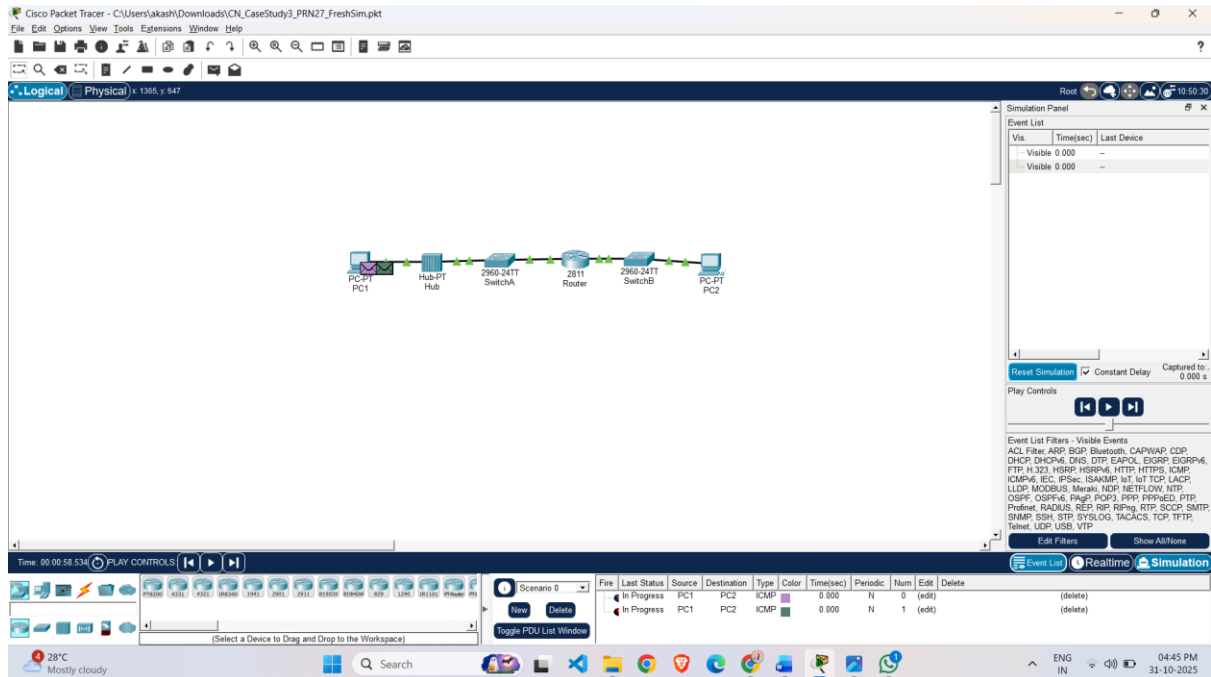 Cisco Packet Tracer - C:\Users\akash\Downloads\CN_CaseStudy3_PRN27_FreshSim.pkt
File Edit Options View Tools Extensions Window Help
?
Logical Physical x: 1365, y: 647
Root 10:50:30
Simulation Panel
Event List
Vis. Time(sec) Last Device
Visible 0.000 --
Visible 0.000 --
PC-PT
PC1
Hub-PT
Hub
2960-24TT
SwitchA
2811
Router
2960-24TT
SwitchB
PC-PT
PC2
Reset Simulation Constant Delay Captured to:
0.000 s
Play Controls
Event List Filters - Visible Events
ACL Filter, ARP, BGP, Bluetooth, CAPWAP, CDP,
DHCP, DHCPv6, DNS, DTP, EAPOL, EIGRP, EIGRPv6,
FTP, H.323, HSRP, HSRPv6, HTTP, HTTPS, ICMP,
ICMPv6, IEC, IPSec, ISAKMP, IoT, IoT TCP, LACP,
LLDP, MODBUS, Meraki, NDP, NETFLOW, NTP,
OSPF, OSPFv6, PAgP, POP3, PPP, PPPoED, PTP,
Profinet, RADIUS, REP, RIP, RIPng, RTP, SCCP, SMTP,
SNMP, SSH, STP, SYSLOG, TACACS, TCP, TFTP,
Telnet, UDP, USB, VTP
Edit Filters Show All/None
Time: 00:00:58.534 PLAY CONTROLS:
Event List Realtime Simulation
4331 4321 1941 2901 2911 829 1240
(Select a Device to Drag and Drop to the Workspace)
Scenario 0
New Delete
Toggle PDU List Window
Fire Last Status Source Destination Type Color Time(sec) Periodic Num Edit Delete
In Progress PC1 PC2 ICMP 0.000 N 0 (edit) (delete)
In Progress PC1 PC2 ICMP 0.000 N 1 (edit) (delete)
4
28°C
Mostly cloudy
Search
1
ENG
IN
04:45 PM
31-10-2025